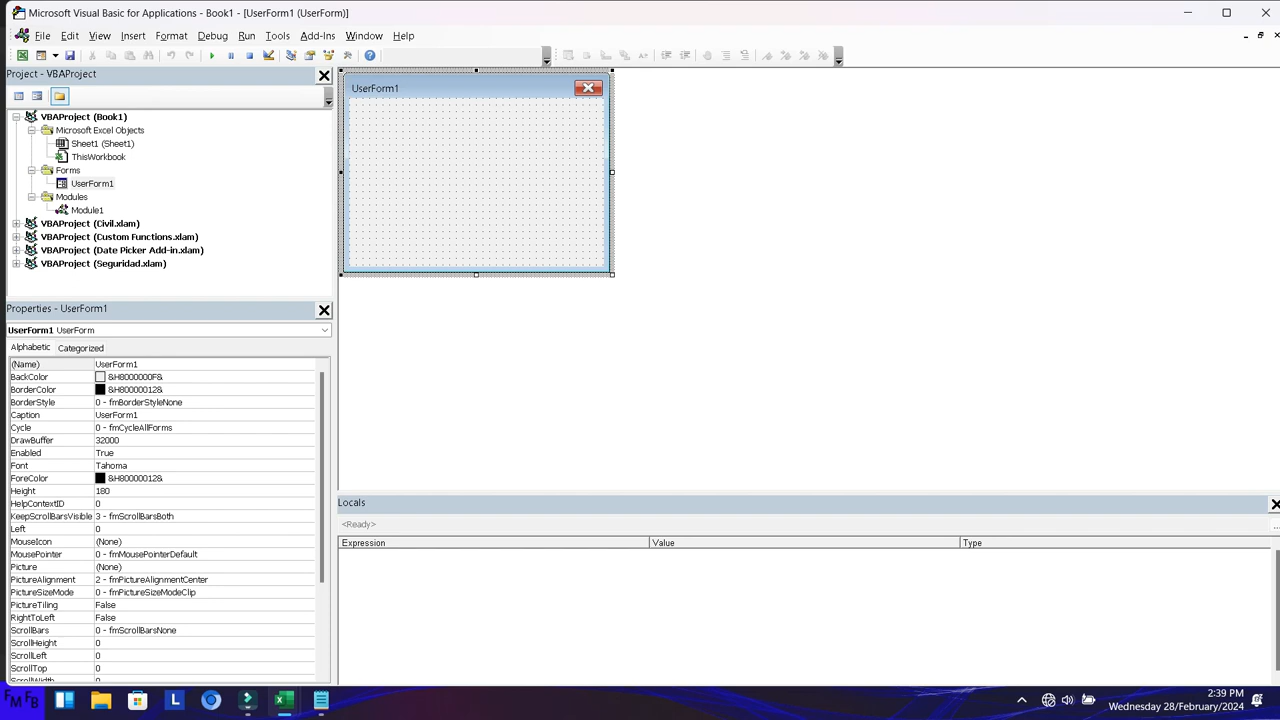 Microsoft Visual Basic for Applications - Book1 - [UserForm1 (UserForm)]
File Edit View Insert Format Debug Run Tools Add-Ins Window Help
Project - VBAProject
VBAProject (Book1)
Microsoft Excel Objects
Sheet1 (Sheet1)
ThisWorkbook
Forms
UserForm1
Modules
Module1
VBAProject (Civil.xlam)
VBAProject (Custom Functions.xlam)
VBAProject (Date Picker Add-in.xlam)
VBAProject (Seguridad.xlam)
UserForm1
Properties - UserForm1
UserForm1 UserForm
Alphabetic Categorized
(Name) UserForm1
BackColor &H8000000F&
BorderColor &H80000012&
BorderStyle 0 - fmBorderStyleNone
Caption UserForm1
Cycle 0 - fmCycleAllForms
DrawBuffer 32000
Enabled True
Font Tahoma
ForeColor &H80000012&
Height 180
HelpContextID 0
KeepScrollBarsVisible 3 - fmScrollBarsBoth
Left 0
MouseIcon (None)
MousePointer 0 - fmMousePointerDefault
Picture (None)
PictureAlignment 2 - fmPictureAlignmentCenter
PictureSizeMode 0 - fmPictureSizeModeClip
PictureTiling False
RightToLeft False
ScrollBars 0 - fmScrollBarsNone
ScrollHeight 0
ScrollLeft 0
ScrollTop 0
ScrollWidth 0
Locals
<Ready>
...
Expression Value Type
FM FB
L
2:39 PM
Wednesday 28/February/2024